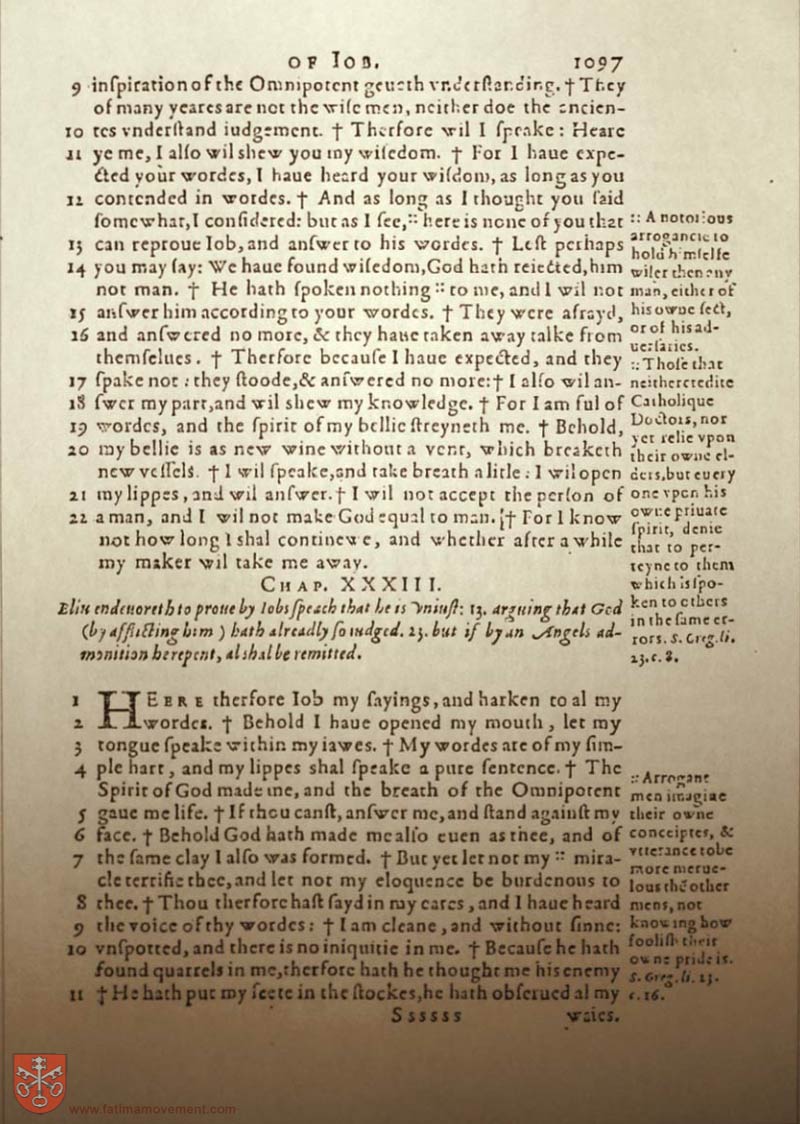 OF IOB. 1097
9 inſpiration of the Omnipotent geueth vnderſtanding. † They
of many yeares are not the wiſe men, neither doe the ancien-
10 tes vnderſtand iudgement. † Therfore wil I ſpeake: Heare
11 ye me, I alſo wil shew you my wiſedom. † For I haue expe-
cted your wordes, I haue heard your wiſdom, as long as you
12 contended in wordes. † And as long as I thought you ſaid
ſomewhat, I conſidered: but as I ſee, :: here is none of you that
13 can reproue Iob, and anſwer to his wordes. † Leſt perhaps
14 you may ſay: We haue found wiſedom, God hath reiected, him
not man. † He hath ſpoken nothing :: to me, and I wil not
15 anſwer him according to your wordes. † They were afrayd,
16 and anſwered no more, & they haue taken away talke from
themſelues. † Therfore becauſe I haue expected, and they
17 ſpake not: they ſtoode, & anſwered no more: † I alſo wil an-
18 ſwer my part, and wil shew my knowledge. † For I am ful of
19 wordes, and the ſpirit of my bellie ſtreyneth me. † Behold,
20 my bellie is as new wine without a vent, which breaketh
new veſſels. † I wil ſpeake, and take breath a litle: I wil open
21 my lippes, and wil anſwer. † I wil not accept the perſon of
22 a man, and I wil not make God equal to man. † For I know
not how long I shal continewe, and whether after a while
my maker wil take me away.
:: A notorious
arrogancie to
hold himſelfe
wiſer then any
man, either of
his owne ſect,
or of his ad-
uerſaries.
:: Thoſe that
neither credite
Catholique
Doctors, nor
yet relie vpon
their owne el-
ders, but euery
one vpon his
owne priuate
ſpirit, denie
that to per-
teyne to them
which is ſpo-
ken to others
in the ſame er-
rors. S. Greg. li.
23. c. 8.
CHAP. XXXIII.
Eliu endeuoreth to proue by Iobs ſpeach that he is vniuſt: 13. arguing that God
(by afflicting him) hath alreadly ſo iudged. 23. but if by an Angels ad-
monition he repent, al shal be remitted.
1 HEERE therfore Iob my ſayings, and harken to al my
2 wordes. † Behold I haue opened my mouth, let my
3 tongue ſpeake within my iawes. † My wordes are of my ſim-
4 ple hart, and my lippes shal ſpeake a pure ſentence. † The
Spirit of God made me, and the breath of the Omnipotent
5 gaue me life. † If thou canſt, anſwer me, and ſtand againſt my
6 face. † Behold God hath made me alſo euen as thee, and of
7 the ſame clay I alſo was formed. † But yet let not my :: mira-
cle terrifie thee, and let not my eloquence be burdenous to
8 thee. † Thou therfore haſt ſayd in my eares, and I haue heard
9 the voice of thy wordes: † I am cleane, and without ſinne:
10 vnſpotted, and there is no iniquitie in me. † Becauſe he hath
found quarrels in me, therfore hath he thought me his enemy
11 † He hath put my feete in the ſtockes, he hath obſerued al my
:: Arrogant
men imagine
their owne
conceiptes, &
vtterance to be
more merue-
lous thē other
mens, not
knowing how
fooliſh their
owne pride is.
S. Greg. li. 23.
c. 16.
Ssssss waies.
www.fatimamovement.com